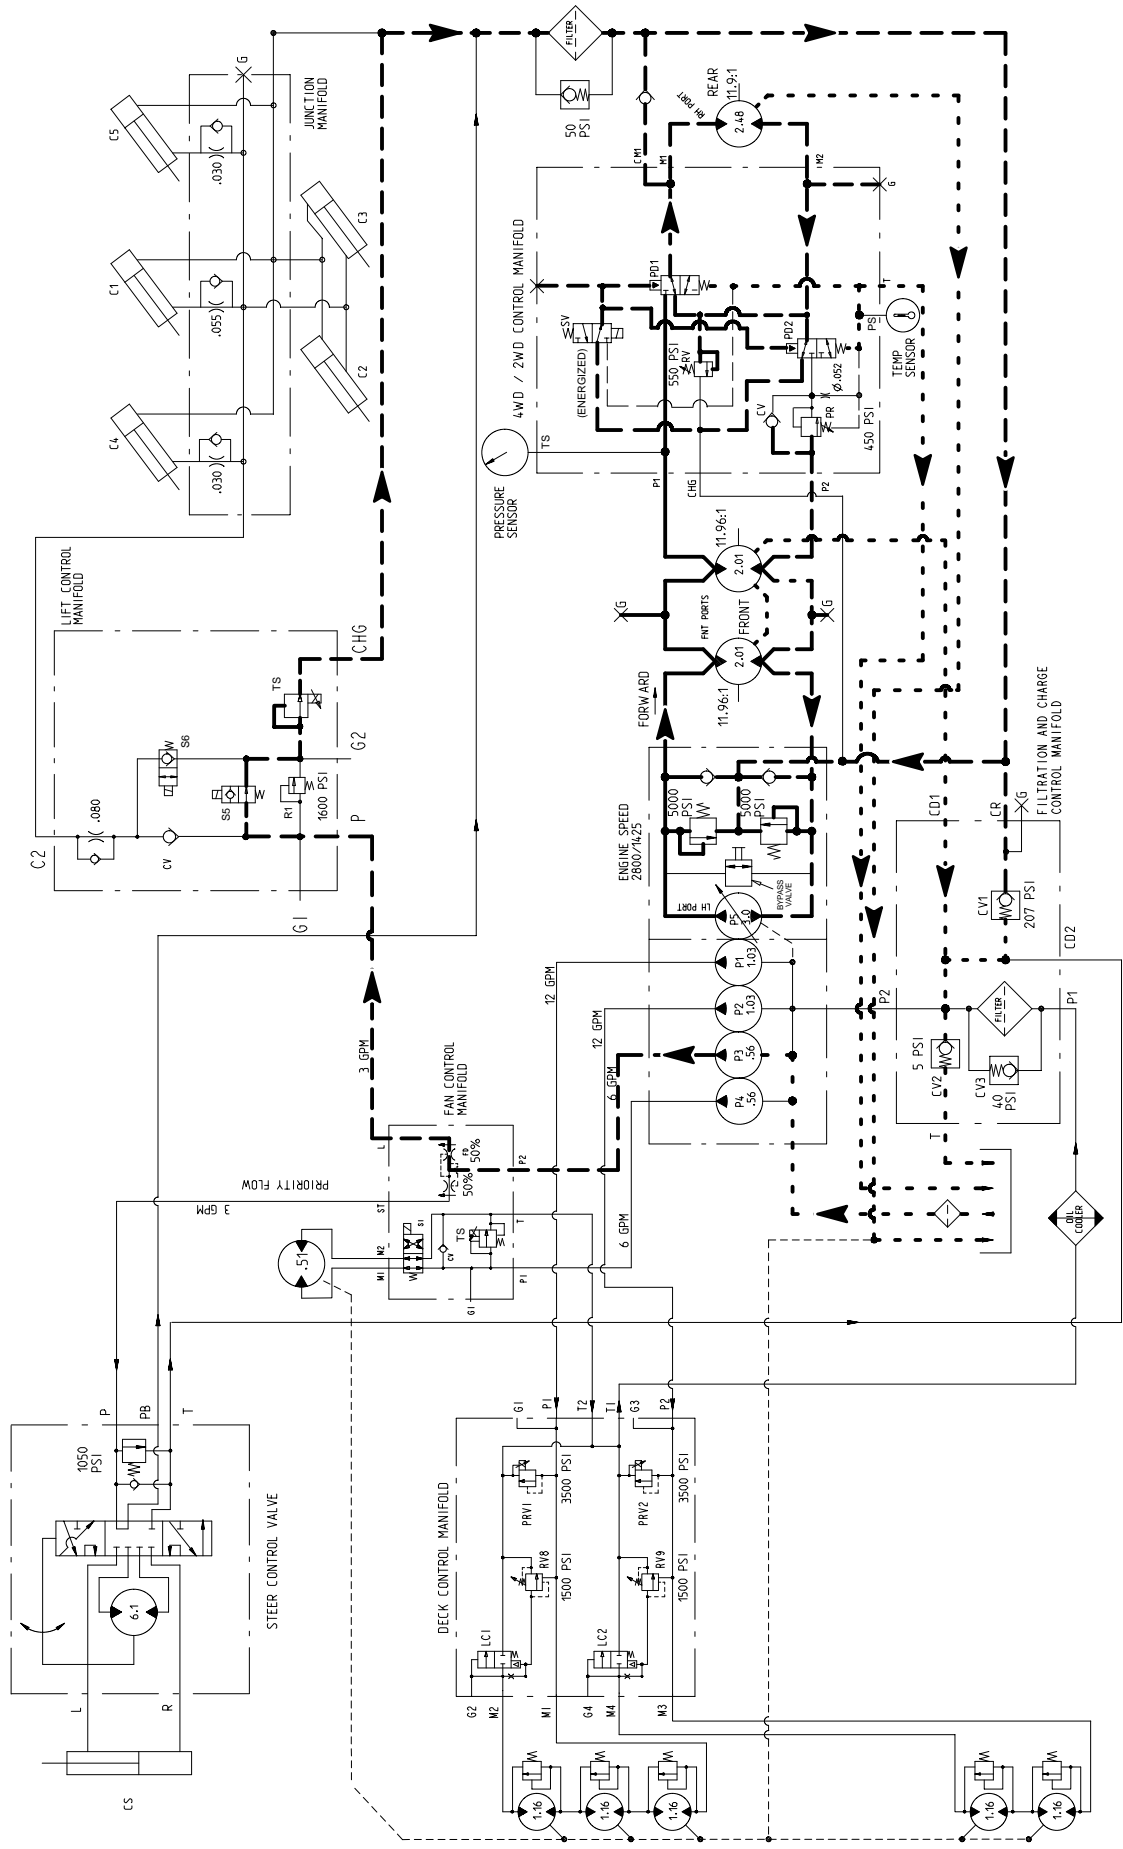 C5
C1
C4
C3
C2
G
JUNCTION
MANIFOLD
.030
.055
.030
LIFT CONTROL
MANIFOLD
C2
.080
CV
S6
S5
R1
1600 PSI
TS
CHG
G2
P
G1
3 GPM
FILTER
50
PSI
REAR
11.9:1
RH PORT
2.48
CM1
M1
M2
G
4WD / 2WD CONTROL MANIFOLD
PD1
SV
(ENERGIZED)
550 PSI
RV
PD2
T
PS
TEMP
SENSOR
Ø.052
CV
PR
450 PSI
TS
PRESSURE
SENSOR
P1
CHG
P2
11.96:1
2.01
G
FNT PORTS
FRONT
G
2.01
11.96:1
FORWARD
ENGINE SPEED
2800/1425
5000
PSI
5000
PSI
BYPASS
VALVE
LH PORT
P5
3.0
P1
1.03
P2
1.03
P3
.56
P4
.56
12 GPM
12 GPM
6 GPM
6 GPM
FILTRATION AND CHARGE
CONTROL MANIFOLD
CD1
CR
G
CV1
207 PSI
CD2
P2
P1
FILTER
5 PSI
CV2
CV3
40
PSI
T
OIL
COOLER
FAN CONTROL
MANIFOLD
L
FD
50%
50%
P2
ST
PRIORITY FLOW
3 GPM
M2
M1
S1
CV
TS
T
P1
G1
.51
P
PB
T
1050
PSI
STEER CONTROL VALVE
6.1
L
R
CS
DECK CONTROL MANIFOLD
G1
P1
T2
T1
G3
P2
PRV1
3500 PSI
PRV2
3500 PSI
RV8
1500 PSI
RV9
1500 PSI
LC1
LC2
G2
M2
M1
G4
M4
M3
1.16
1.16
1.16
1.16
1.16